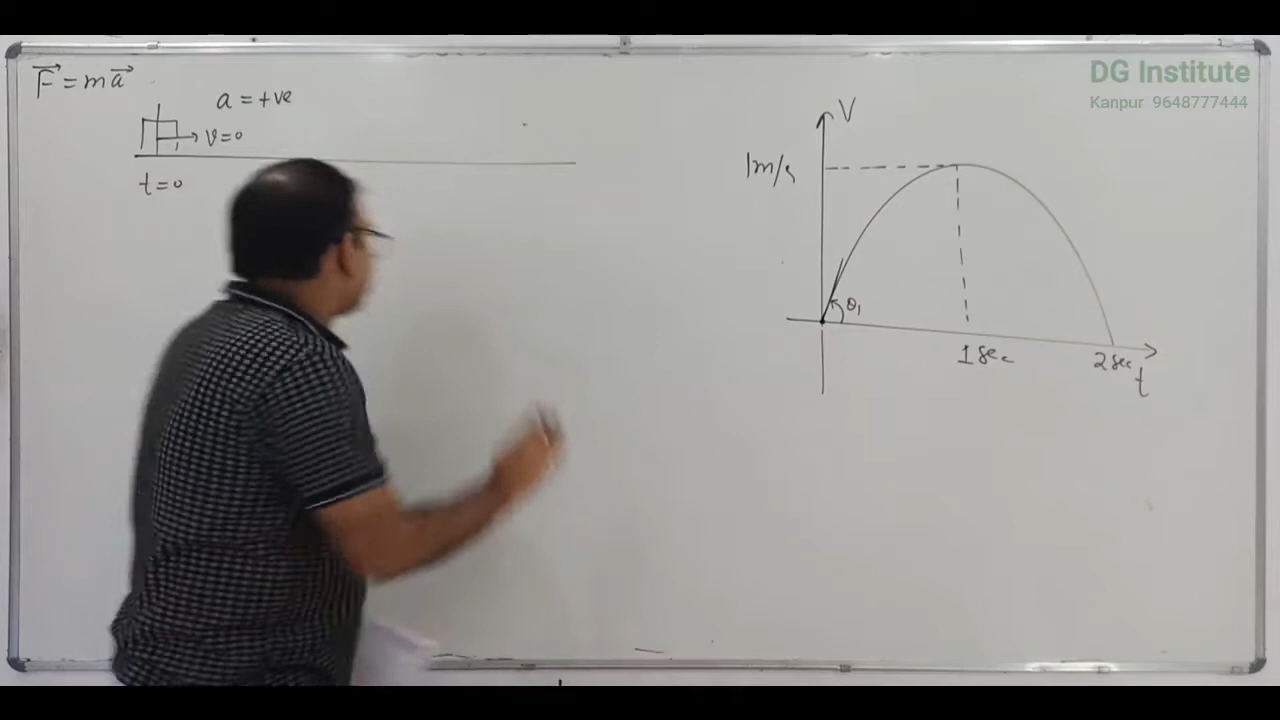 F = ma
a = +ve
v=0
t=0
V
1m/s
θ₁
1 sec
2 sec
t
DG Institute
Kanpur 9648777444